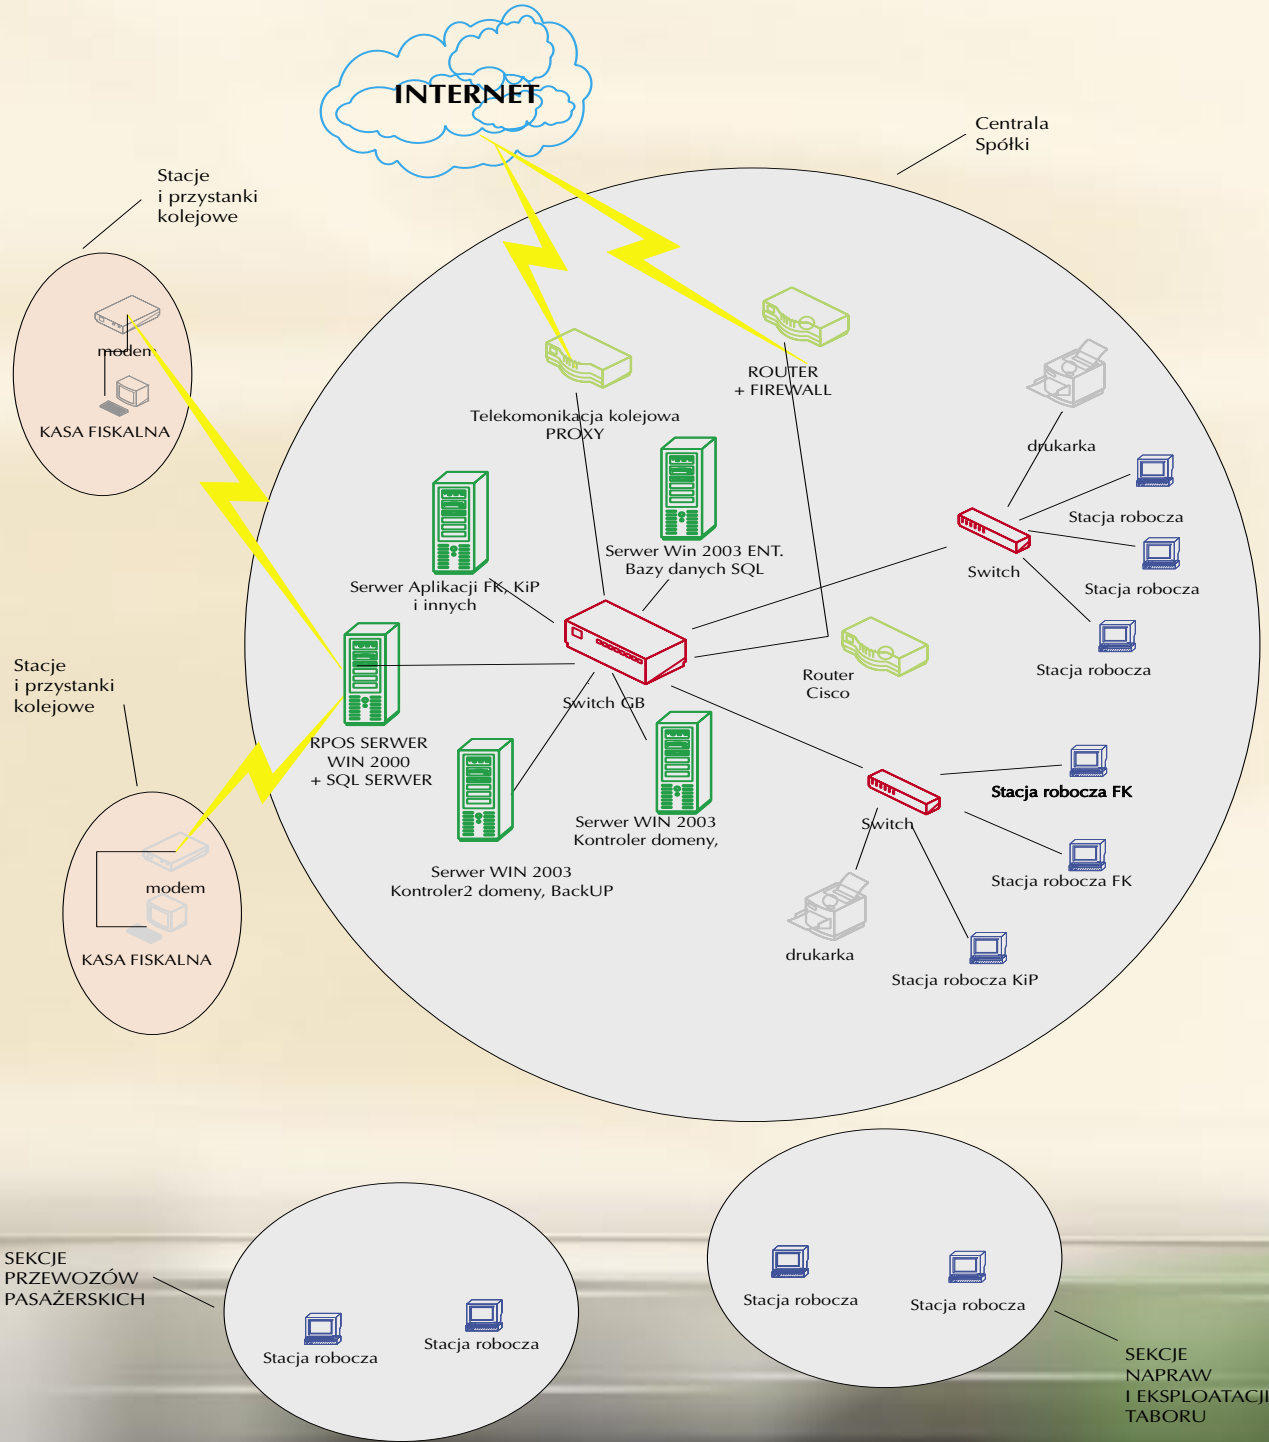 INTERNET
Centrala
Spółki
Stacje
i przystanki
kolejowe
modem
KASA FISKALNA
ROUTER
+ FIREWALL
Telekomonikacja kolejowa
PROXY
drukarka
Stacja robocza
Switch
Stacja robocza
Stacja robocza
Serwer Win 2003 ENT.
Bazy danych SQL
Serwer Aplikacji FK, KiP
i innych
Router
Cisco
Switch GB
Stacje
i przystanki
kolejowe
RPOS SERWER
WIN 2000
+ SQL SERWER
Stacja robocza FK
Switch
Serwer WIN 2003
Kontroler domeny,
Serwer WIN 2003
Kontroler2 domeny, BackUP
Stacja robocza FK
modem
KASA FISKALNA
drukarka
Stacja robocza KiP
SEKCJE
PRZEWOZÓW
PASAŻERSKICH
Stacja robocza
Stacja robocza
Stacja robocza
Stacja robocza
SEKCJE
NAPRAW
I EKSPLOATACJI
TABORU